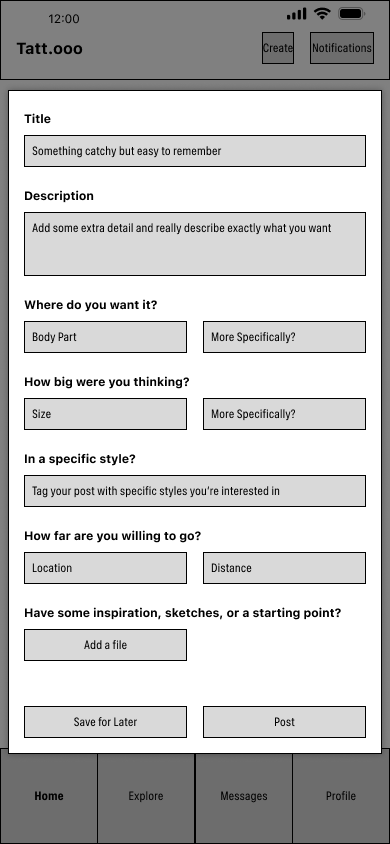 12:00
Tatt.ooo
Create
Notifications
Title
Something catchy but easy to remember
Description
Add some extra detail and really describe exactly what you want
Where do you want it?
Body Part
More Specifically?
How big were you thinking?
Size
More Specifically?
In a specific style?
Tag your post with specific styles you’re interested in
How far are you willing to go?
Location
Distance
Have some inspiration, sketches, or a starting point?
Add a file
Save for Later
Post
Home
Explore
Messages
Profile